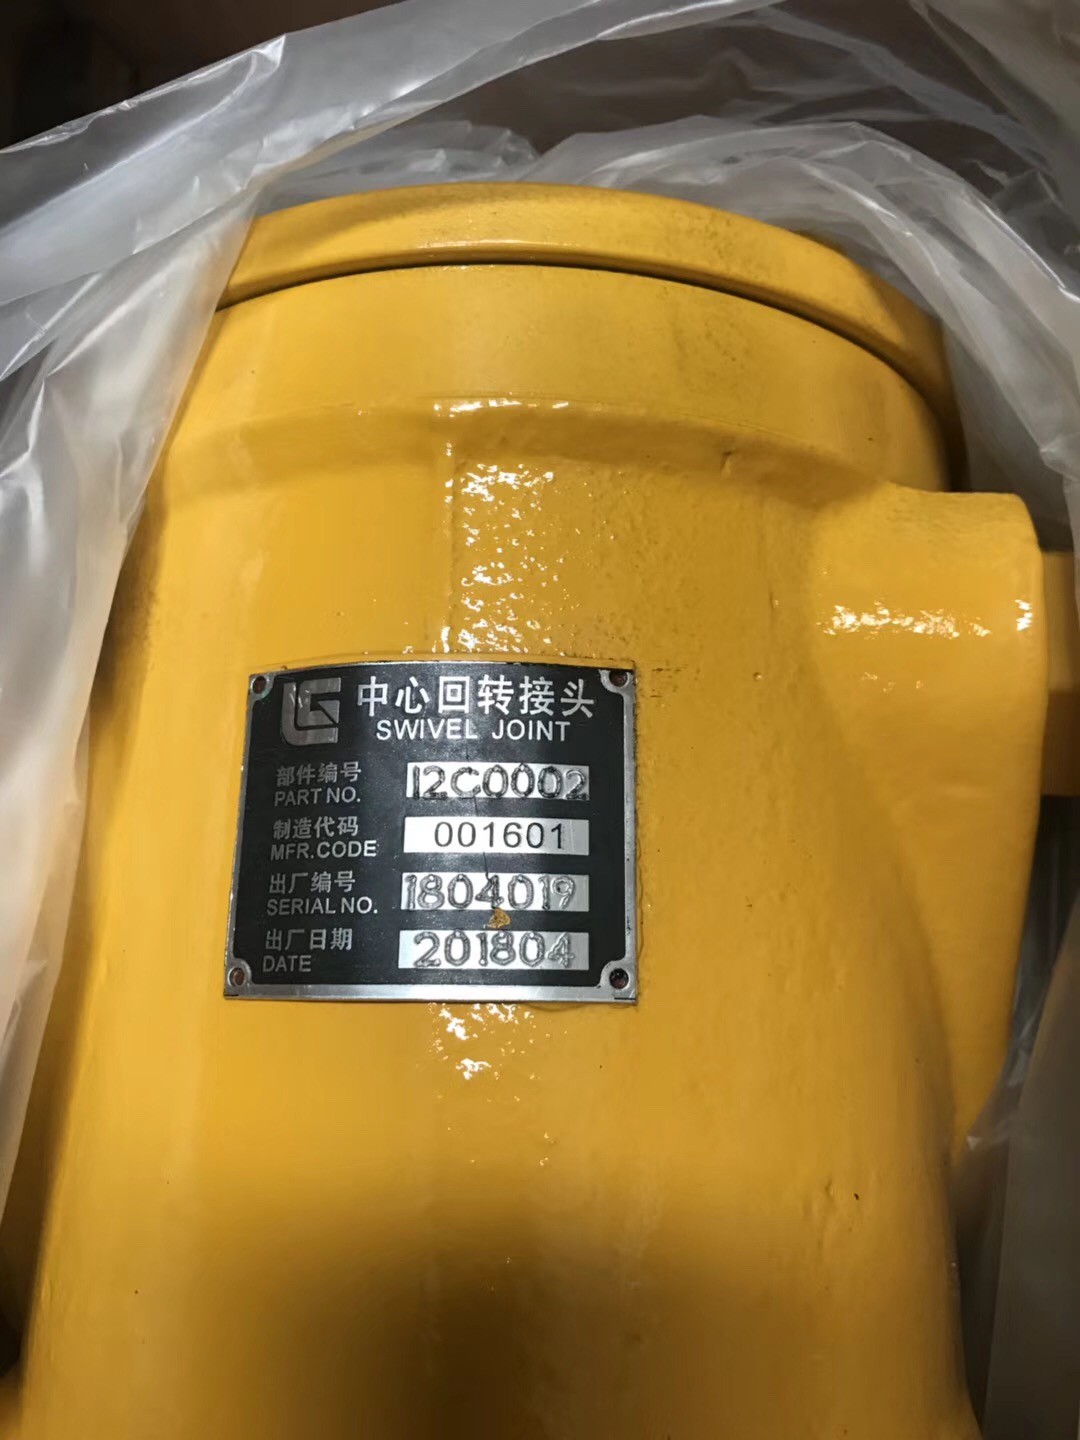 中心回转接头
SWIVEL JOINT
部件编号
PART NO. 12C0002
制造代码
MFR.CODE 001601
出厂编号
SERIAL NO. 1804019
出厂日期
DATE 201804